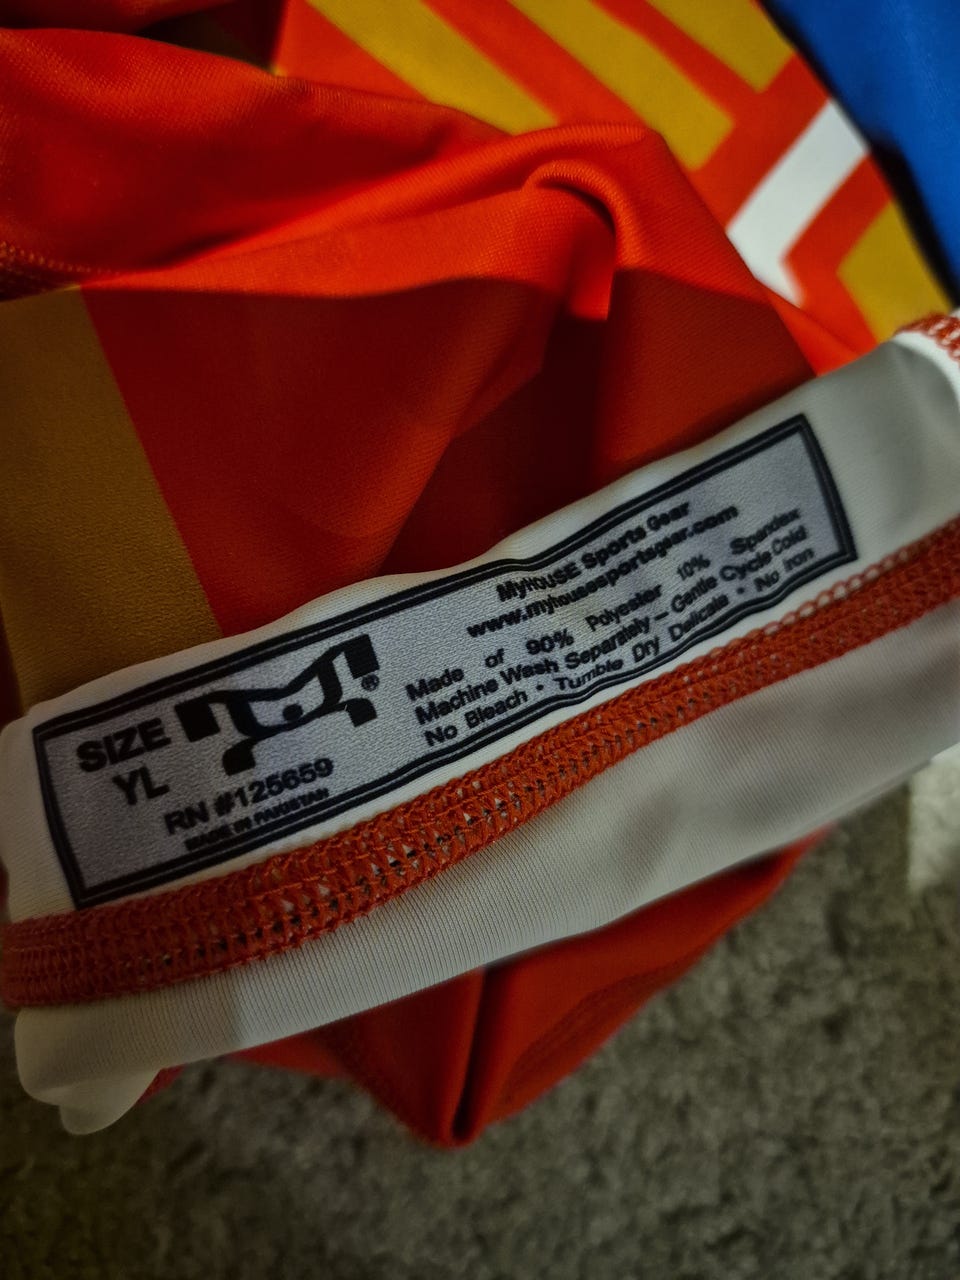 SIZE
YL
RN #125659
MADE IN PAKISTAN
MyHOUSE Sports Gear
www.myhousesportsgear.com
Made of 90% Polyester 10% Spandex
Machine Wash Separately – Gentle Cycle Cold
No Bleach • Tumble Dry Delicate • No Iron